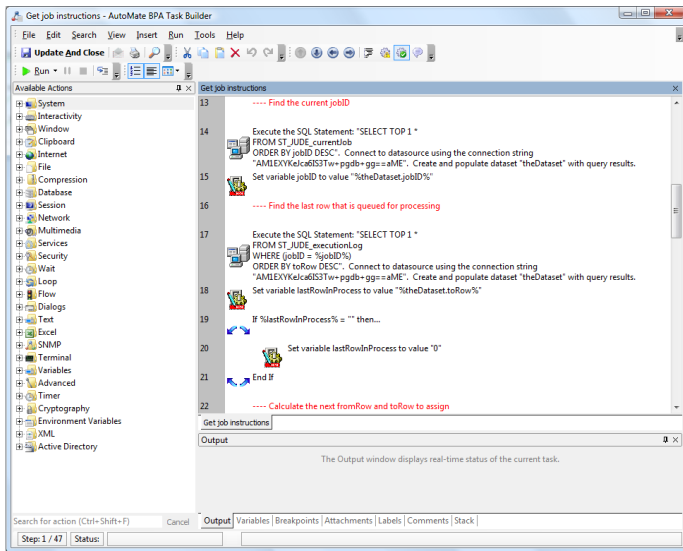 Get job instructions - AutoMate BPA Task Builder
File Edit Search View Insert Run Tools Help
Update And Close
Run
Available Actions
Get job instructions
System
Interactivity
Window
Clipboard
Internet
File
Compression
Database
Session
Network
Multimedia
Services
Security
Wait
Loop
Flow
Dialogs
Text
Excel
SNMP
Terminal
Variables
Advanced
Timer
Cryptography
Environment Variables
XML
Active Directory
13 ---- Find the current jobID
14 Execute the SQL Statement: "SELECT TOP 1 *
FROM ST_JUDE_currentJob
ORDER BY jobID DESC". Connect to datasource using the connection string
"AM1EXYKeJca6IS3Tw+pgdb+gg==aME". Create and populate dataset "theDataset" with query results.
15 Set variable jobID to value "%theDataset.jobID%"
16 ---- Find the last row that is queued for processing
17 Execute the SQL Statement: "SELECT TOP 1 *
FROM ST_JUDE_executionLog
WHERE (jobID = %jobID%)
ORDER BY toRow DESC". Connect to datasource using the connection string
"AM1EXYKeJca6IS3Tw+pgdb+gg==aME". Create and populate dataset "theDataset" with query results.
18 Set variable lastRowInProcess to value "%theDataset.toRow%"
19 If %lastRowInProcess% = "" then...
20 Set variable lastRowInProcess to value "0"
21 End If
22 ---- Calculate the next fromRow and toRow to assign
Get job instructions
Output
The Output window displays real-time status of the current task.
Search for action (Ctrl+Shift+F) Cancel
Output Variables Breakpoints Attachments Labels Comments Stack
Step: 1 / 47 Status: